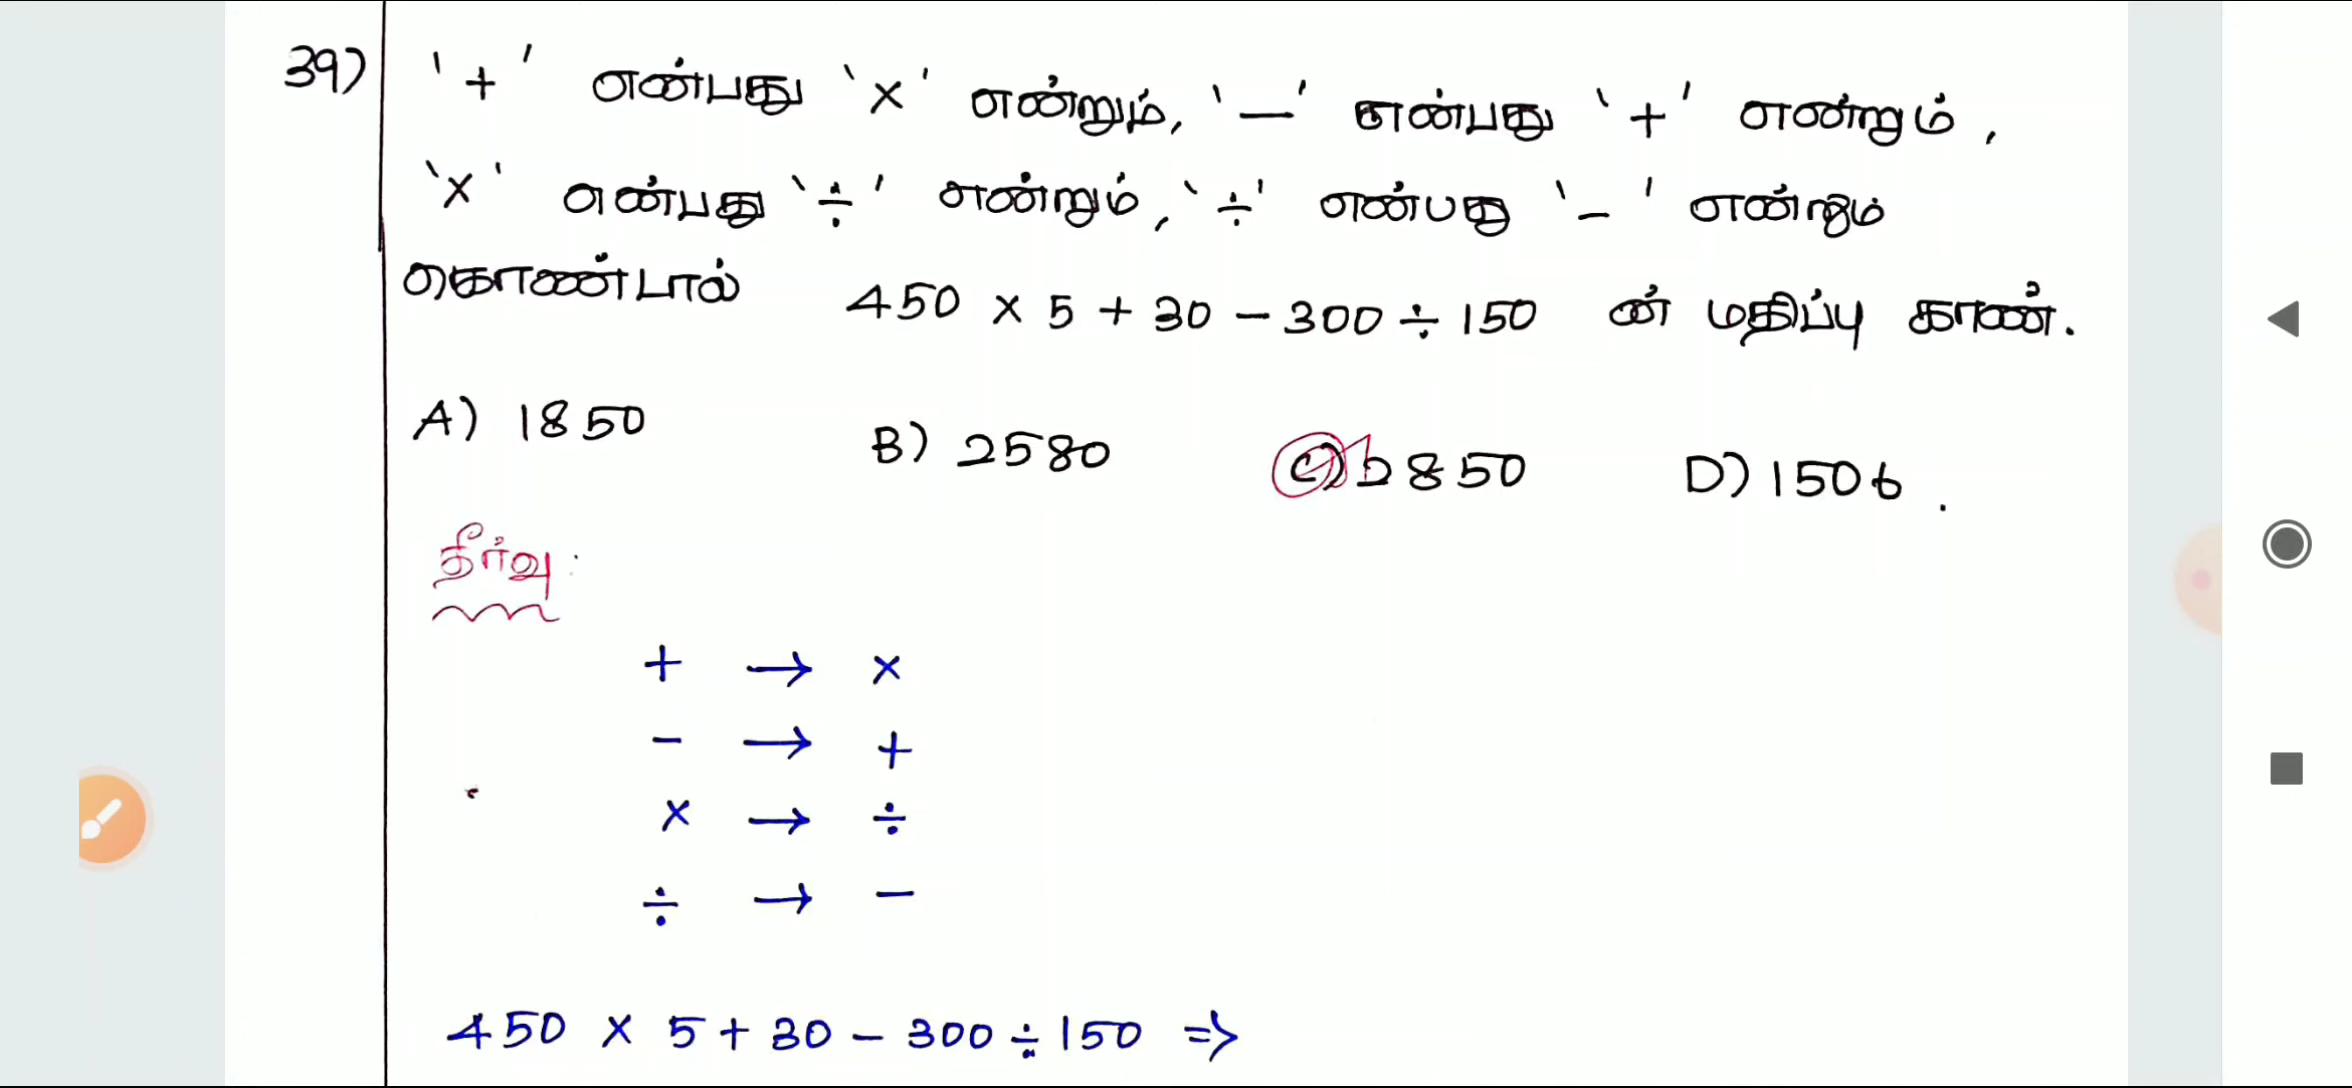 39) '+' என்பது 'x' என்றும், '-' என்பது '+' என்றும்,
'x' என்பது '÷' என்றும், '÷' என்பது '-' என்றும்
கொண்டால் 450 x 5 + 30 - 300 ÷ 150 ன் மதிப்பு காண்.
A) 1850 B) 2580 C) 2850 D) 1506.
தீர்வு:
+ → x
- → +
x → ÷
÷ → -
450 x 5 + 30 - 300 ÷ 150 ⇒